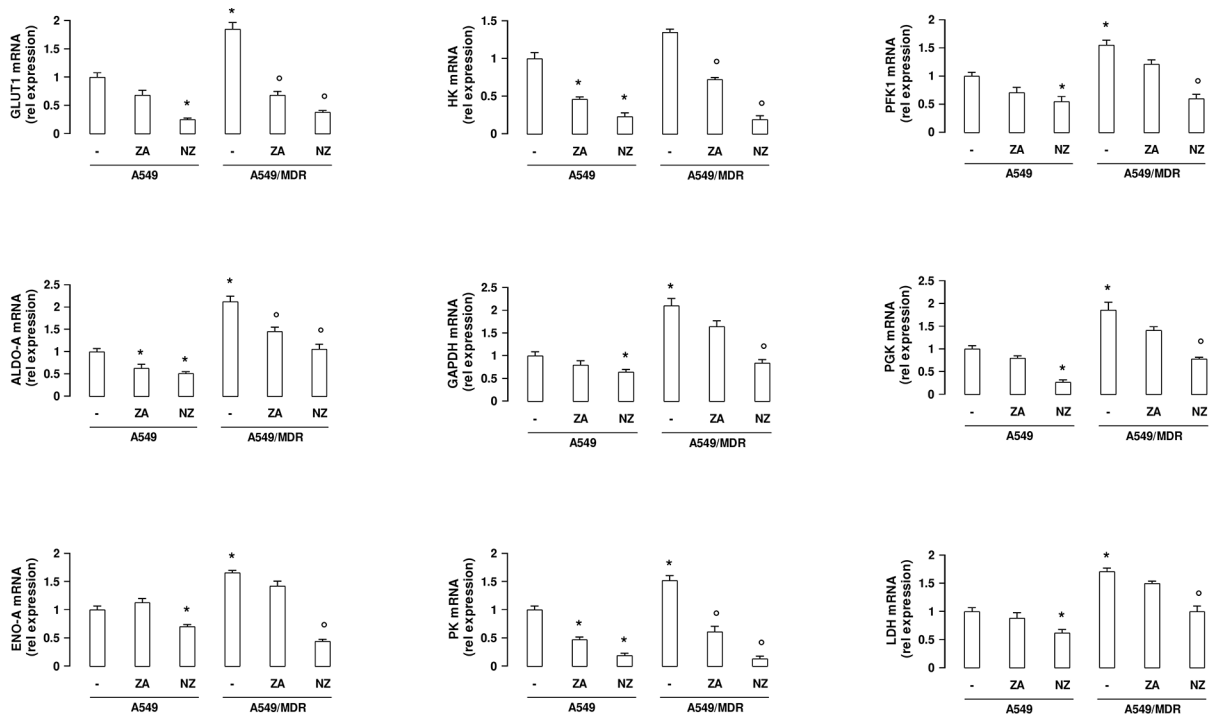 GLUT1 mRNA
(rel expression)
2
1.5
1
0.5
0
*
*
°
°
- ZA NZ - ZA NZ
A549 A549/MDR
HK mRNA
(rel expression)
1.5
1
0.5
0
*
*
°
°
- ZA NZ - ZA NZ
A549 A549/MDR
PFK1 mRNA
(rel expression)
2
1.5
1
0.5
0
*
*
°
- ZA NZ - ZA NZ
A549 A549/MDR
ALDO-A mRNA
(rel expression)
2.5
2
1.5
1
0.5
0
*
*
*
°
°
- ZA NZ - ZA NZ
A549 A549/MDR
GAPDH mRNA
(rel expression)
2.5
2
1.5
1
0.5
0
*
*
°
- ZA NZ - ZA NZ
A549 A549/MDR
PGK mRNA
(rel expression)
2.5
2
1.5
1
0.5
0
*
*
°
- ZA NZ - ZA NZ
A549 A549/MDR
ENO-A mRNA
(rel expression)
2
1.5
1
0.5
0
*
*
°
- ZA NZ - ZA NZ
A549 A549/MDR
PK mRNA
(rel expression)
2
1.5
1
0.5
0
*
*
*
°
°
- ZA NZ - ZA NZ
A549 A549/MDR
LDH mRNA
(rel expression)
2
1.5
1
0.5
0
*
*
°
- ZA NZ - ZA NZ
A549 A549/MDR